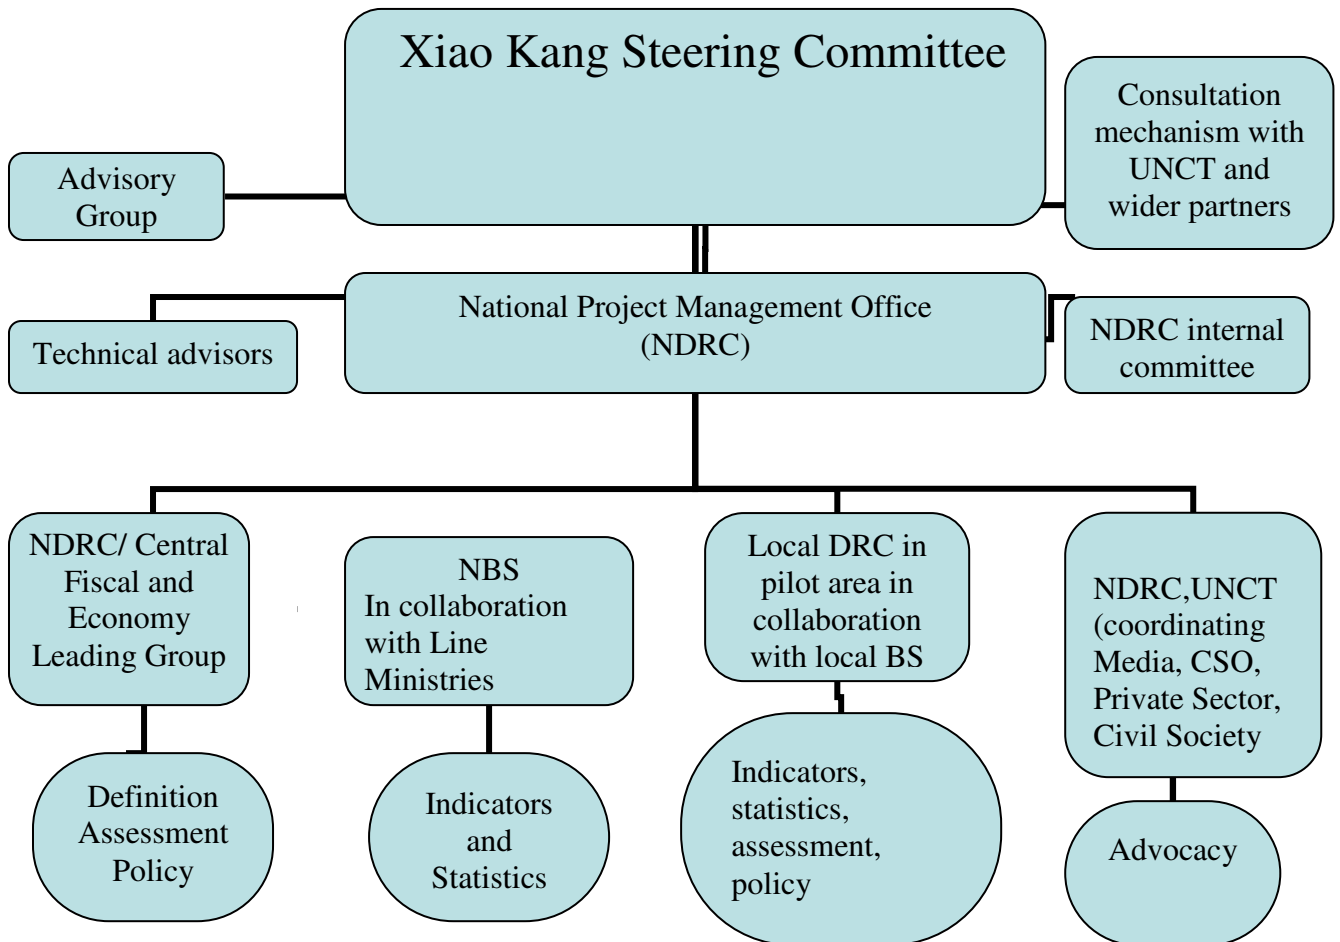 Xiao Kang Steering Committee
Consultation
mechanism with
UNCT and
wider partners
Advisory
Group
National Project Management Office
(NDRC)
Technical advisors
NDRC internal
committee
NDRC/ Central
Fiscal and
Economy
Leading Group
NBS
In collaboration
with Line
Ministries
Local DRC in
pilot area in
collaboration
with local BS
NDRC,UNCT
(coordinating
Media, CSO,
Private Sector,
Civil Society
Definition
Assessment
Policy
Indicators
and
Statistics
Indicators,
statistics,
assessment,
policy
Advocacy